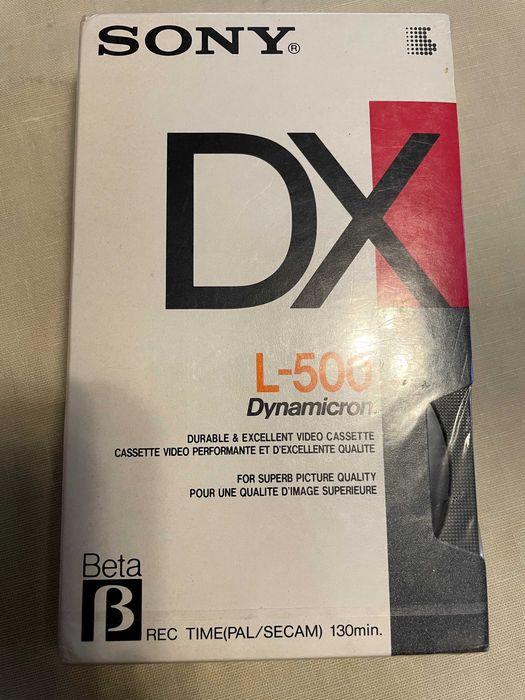 SONY®
DX
L-500
Dynamicron
DURABLE & EXCELLENT VIDEO CASSETTE
CASSETTE VIDEO PERFORMANTE ET D'EXCELLENTE QUALITE
FOR SUPERB PICTURE QUALITY
POUR UNE QUALITE D'IMAGE SUPERIEURE
Beta
β
REC TIME(PAL/SECAM) 130min.